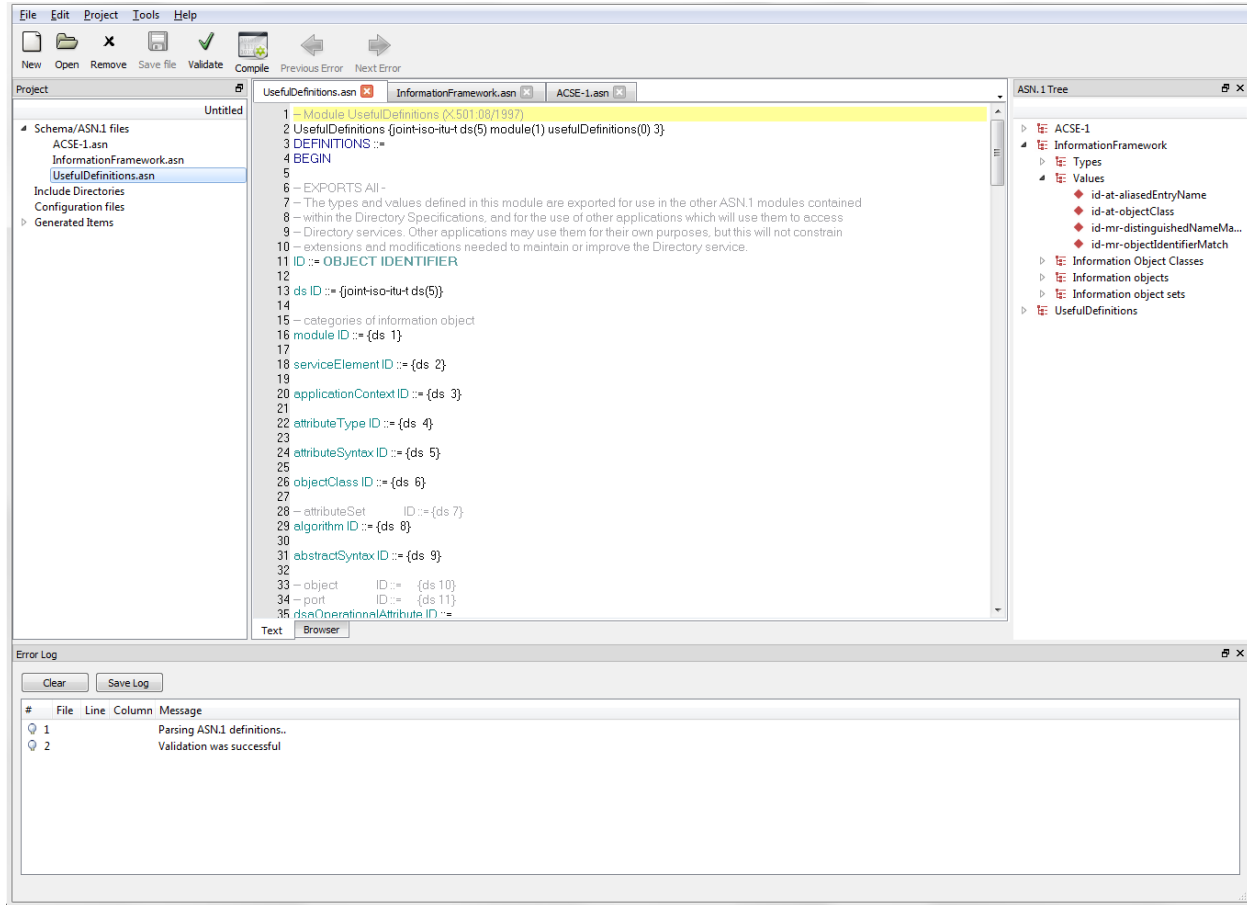 File Edit Project Tools Help
New Open Remove Save file Validate Compile Previous Error Next Error
Project
Untitled
Schema/ASN.1 files
ACSE-1.asn
InformationFramework.asn
UsefulDefinitions.asn
Include Directories
Configuration files
Generated Items
UsefulDefinitions.asn InformationFramework.asn ACSE-1.asn
1 -- Module UsefulDefinitions (X.501:08/1997)
2 UsefulDefinitions {joint-iso-itu-t ds(5) module(1) usefulDefinitions(0) 3}
3 DEFINITIONS ::=
4 BEGIN
5
6 -- EXPORTS All -
7 -- The types and values defined in this module are exported for use in the other ASN.1 modules contained
8 -- within the Directory Specifications, and for the use of other applications which will use them to access
9 -- Directory services. Other applications may use them for their own purposes, but this will not constrain
10 -- extensions and modifications needed to maintain or improve the Directory service.
11 ID ::= OBJECT IDENTIFIER
12
13 ds ID ::= {joint-iso-itu-t ds(5)}
14
15 -- categories of information object
16 module ID ::= {ds 1}
17
18 serviceElement ID ::= {ds 2}
19
20 applicationContext ID ::= {ds 3}
21
22 attributeType ID ::= {ds 4}
23
24 attributeSyntax ID ::= {ds 5}
25
26 objectClass ID ::= {ds 6}
27
28 -- attributeSet ID ::= {ds 7}
29 algorithm ID ::= {ds 8}
30
31 abstractSyntax ID ::= {ds 9}
32
33 -- object ID ::= {ds 10}
34 -- port ID ::= {ds 11}
35 dsaOperationalAttribute ID ::=
Text Browser
ASN.1 Tree
ACSE-1
InformationFramework
Types
Values
id-at-aliasedEntryName
id-at-objectClass
id-mr-distinguishedNameMa...
id-mr-objectIdentifierMatch
Information Object Classes
Information objects
Information object sets
UsefulDefinitions
Error Log
Clear Save Log
# File Line Column Message
1 Parsing ASN.1 definitions..
2 Validation was successful